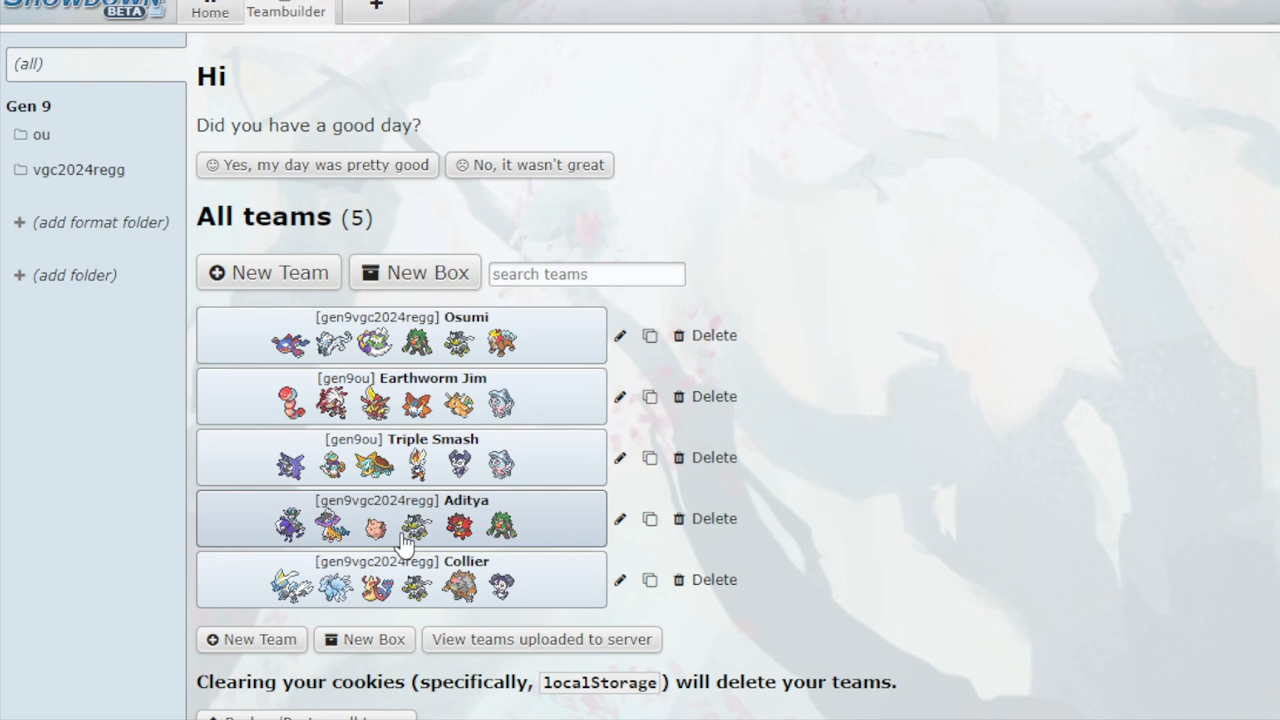 SHOWDOWN
BETA
Home
Teambuilder
+
(all)
Gen 9
ou
vgc2024regg
+ (add format folder)
+ (add folder)
Hi
Did you have a good day?
Yes, my day was pretty good
No, it wasn't great
All teams (5)
New Team
New Box
search teams
[gen9vgc2024regg] Osumi
Delete
[gen9ou] Earthworm Jim
Delete
[gen9ou] Triple Smash
Delete
[gen9vgc2024regg] Aditya
Delete
[gen9vgc2024regg] Collier
Delete
New Team
New Box
View teams uploaded to server
Clearing your cookies (specifically, localStorage) will delete your teams.